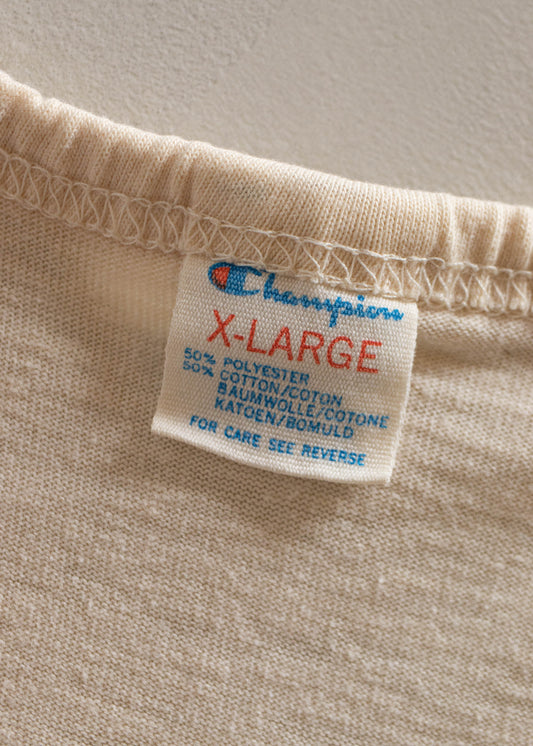 Champion
X-LARGE
50% POLYESTER
50% COTTON/COTON
BAUMWOLLE/COTONE
KATOEN/BOMULD
FOR CARE SEE REVERSE